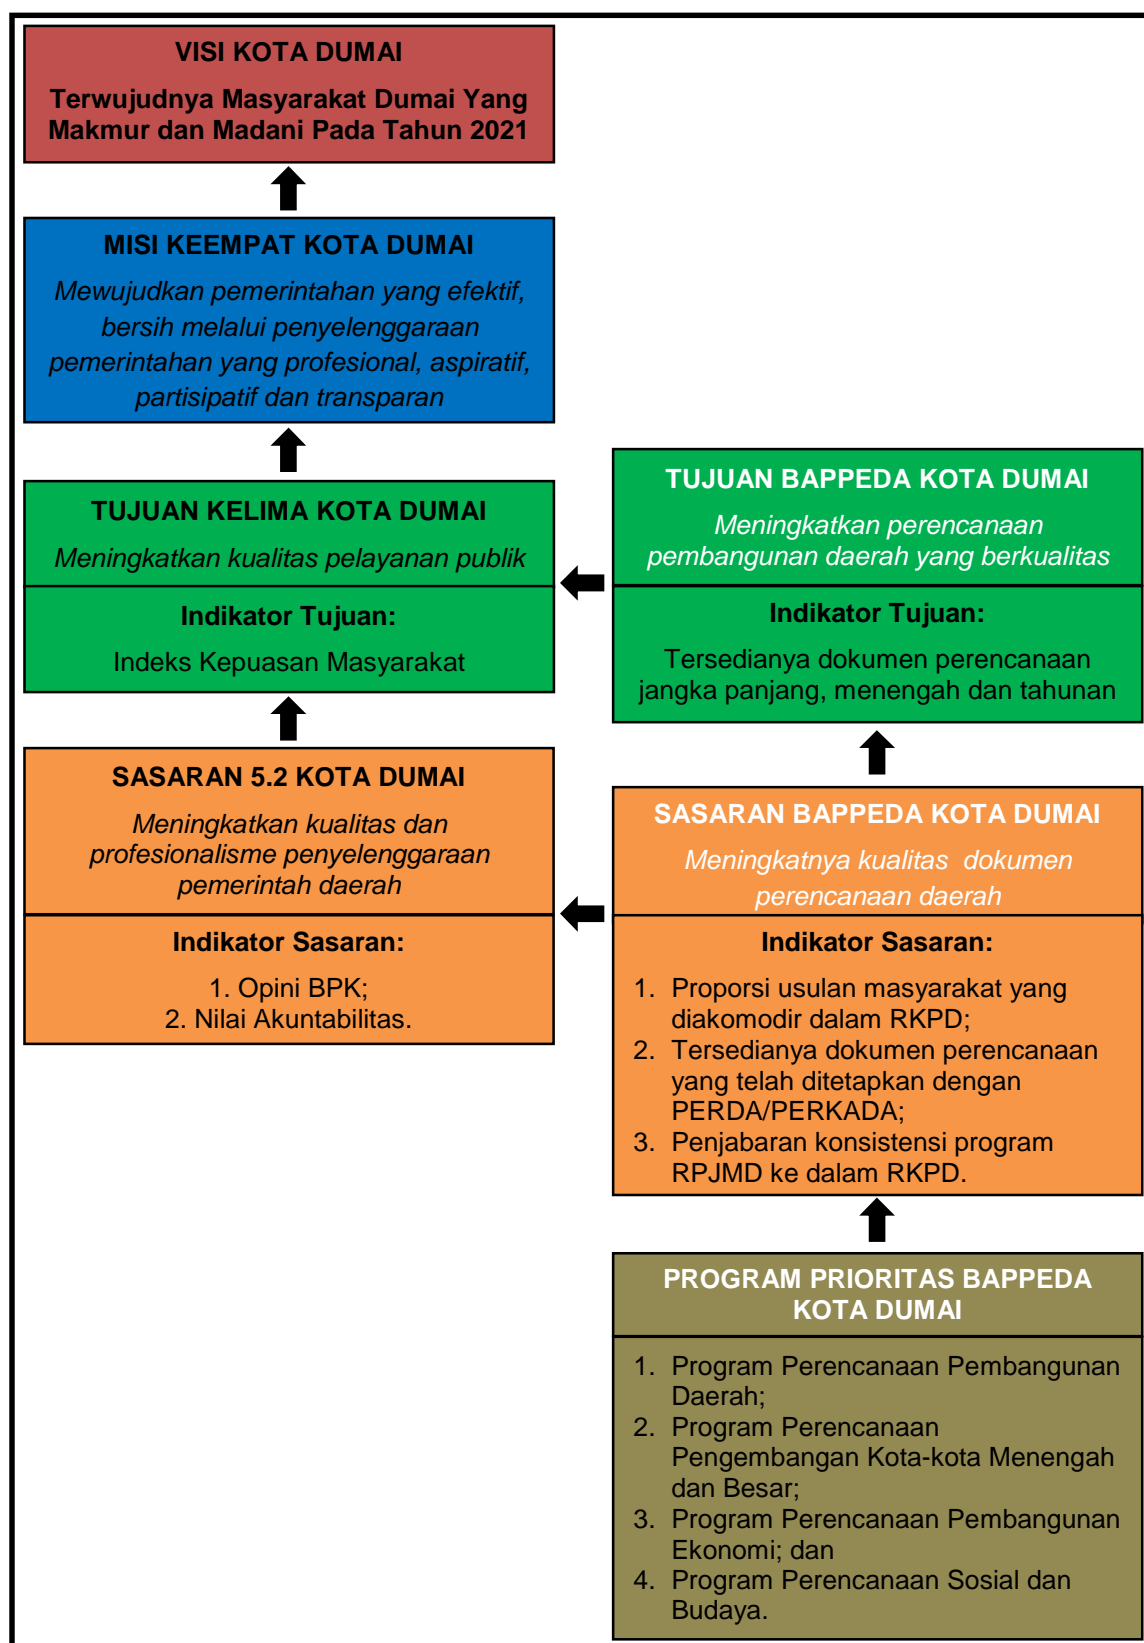 VISI KOTA DUMAI
Terwujudnya Masyarakat Dumai Yang
Makmur dan Madani Pada Tahun 2021
MISI KEEMPAT KOTA DUMAI
Mewujudkan pemerintahan yang efektif,
bersih melalui penyelenggaraan
pemerintahan yang profesional, aspiratif,
partisipatif dan transparan
TUJUAN KELIMA KOTA DUMAI
Meningkatkan kualitas pelayanan publik
Indikator Tujuan:
Indeks Kepuasan Masyarakat
SASARAN 5.2 KOTA DUMAI
Meningkatkan kualitas dan
profesionalisme penyelenggaraan
pemerintah daerah
Indikator Sasaran:
1. Opini BPK;
2. Nilai Akuntabilitas.
TUJUAN BAPPEDA KOTA DUMAI
Meningkatkan perencanaan
pembangunan daerah yang berkualitas
Indikator Tujuan:
Tersedianya dokumen perencanaan
jangka panjang, menengah dan tahunan
SASARAN BAPPEDA KOTA DUMAI
Meningkatnya kualitas dokumen
perencanaan daerah
Indikator Sasaran:
1. Proporsi usulan masyarakat yang
diakomodir dalam RKPD;
2. Tersedianya dokumen perencanaan
yang telah ditetapkan dengan
PERDA/PERKADA;
3. Penjabaran konsistensi program
RPJMD ke dalam RKPD.
PROGRAM PRIORITAS BAPPEDA
KOTA DUMAI
1. Program Perencanaan Pembangunan
Daerah;
2. Program Perencanaan
Pengembangan Kota-kota Menengah
dan Besar;
3. Program Perencanaan Pembangunan
Ekonomi; dan
4. Program Perencanaan Sosial dan
Budaya.